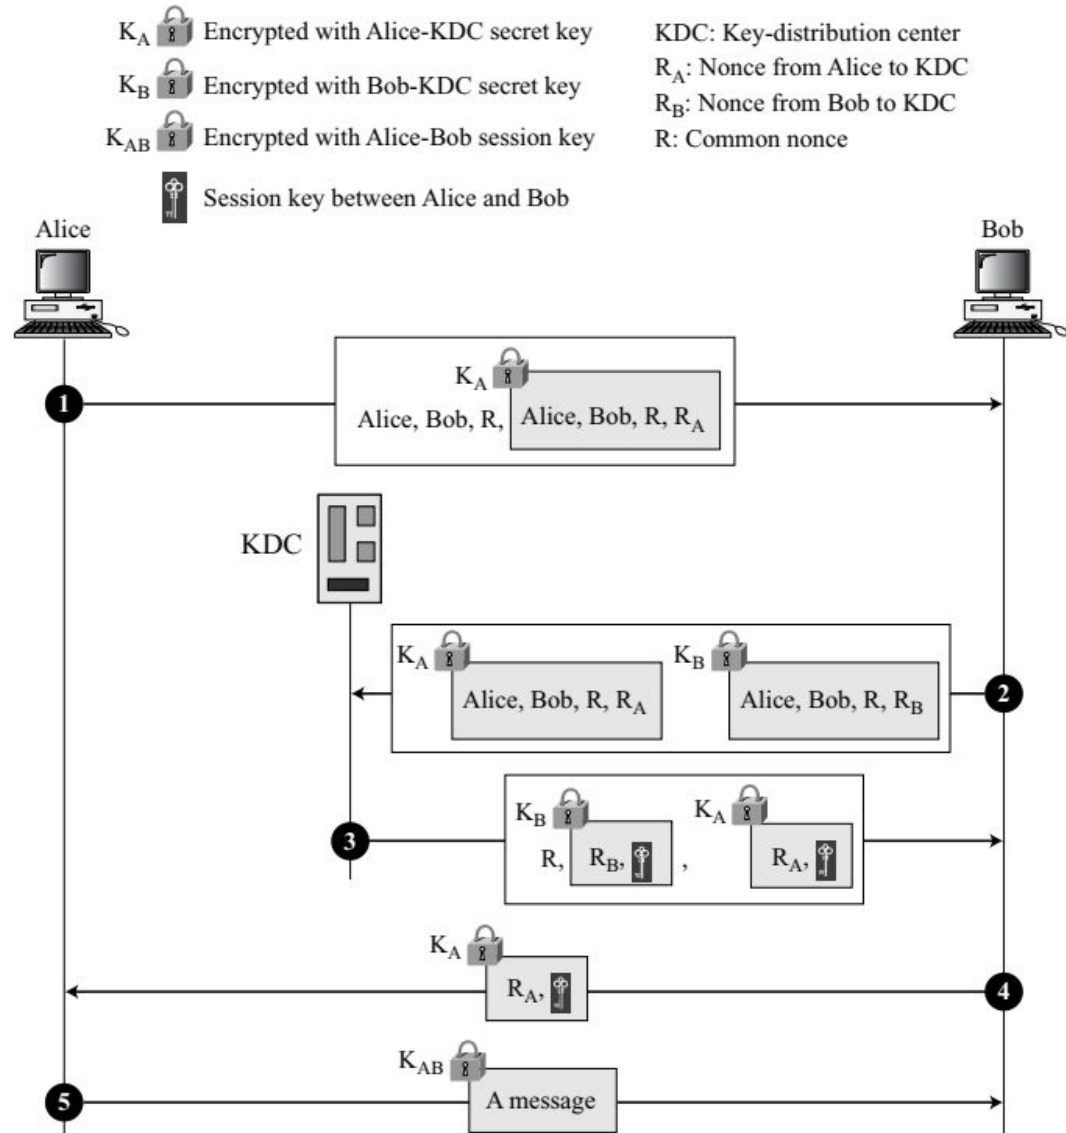 K_A Encrypted with Alice-KDC secret key
K_B Encrypted with Bob-KDC secret key
K_AB Encrypted with Alice-Bob session key
Session key between Alice and Bob
KDC: Key-distribution center
R_A: Nonce from Alice to KDC
R_B: Nonce from Bob to KDC
R: Common nonce
Alice
Bob
K_A
1
Alice, Bob, R, Alice, Bob, R, R_A
KDC
K_A K_B
Alice, Bob, R, R_A Alice, Bob, R, R_B
2
K_B K_A
3
R, R_B, , R_A,
K_A
R_A,
4
K_AB
5
A message